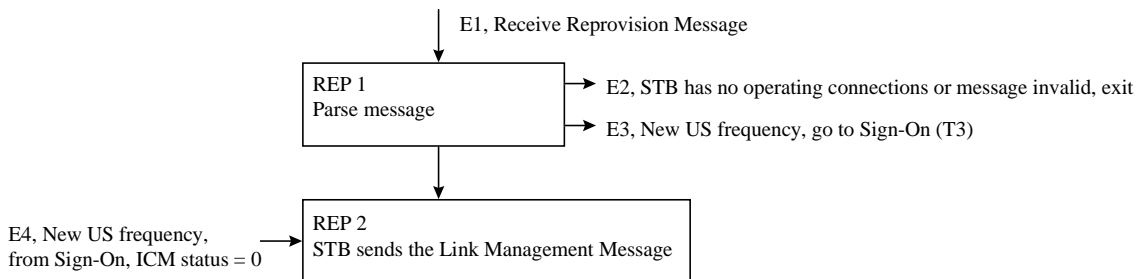 E1, Receive Reprovision Message
REP 1
Parse message
E2, STB has no operating connections or message invalid, exit
E3, New US frequency, go to Sign-On (T3)
REP 2
STB sends the Link Management Message
E4, New US frequency,
from Sign-On, ICM status = 0